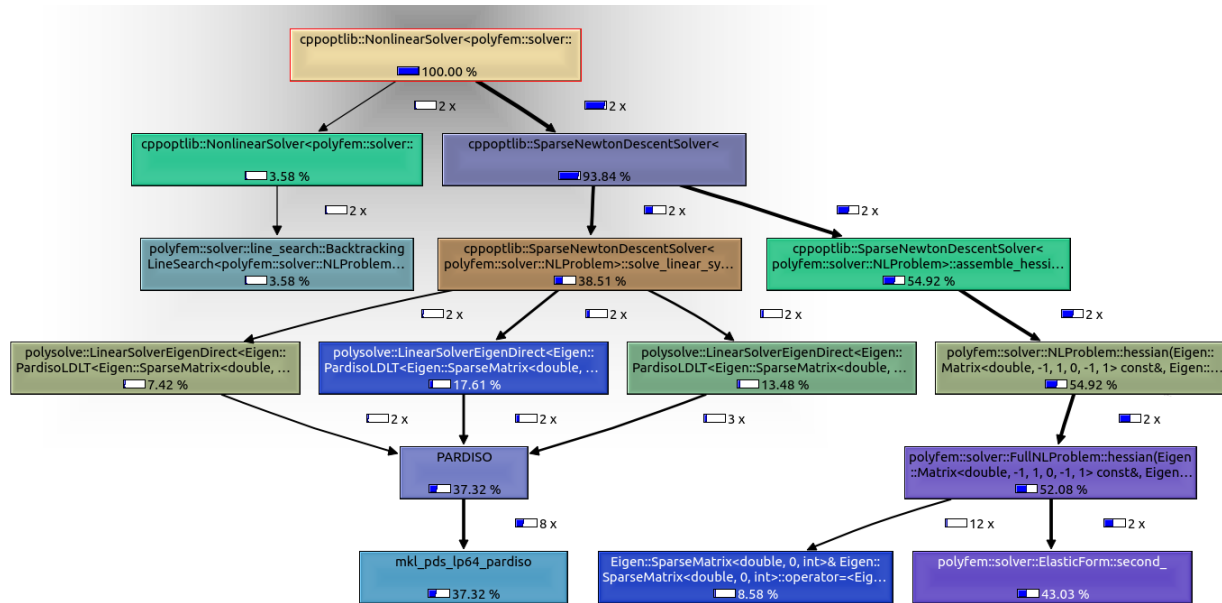 cppoptlib::NonlinearSolver<polyfem::solver::
100.00 %
2 x
2 x
cppoptlib::NonlinearSolver<polyfem::solver::
3.58 %
cppoptlib::SparseNewtonDescentSolver<
93.84 %
2 x
2 x
2 x
polyfem::solver::line_search::Backtracking
LineSearch<polyfem::solver::NLProblem...
3.58 %
cppoptlib::SparseNewtonDescentSolver<
polyfem::solver::NLProblem>::solve_linear_sy...
38.51 %
cppoptlib::SparseNewtonDescentSolver<
polyfem::solver::NLProblem>::assemble_hessi...
54.92 %
2 x
2 x
2 x
2 x
polysolve::LinearSolverEigenDirect<Eigen::
PardisoLDLT<Eigen::SparseMatrix<double, ...
7.42 %
polysolve::LinearSolverEigenDirect<Eigen::
PardisoLDLT<Eigen::SparseMatrix<double, ...
17.61 %
polysolve::LinearSolverEigenDirect<Eigen::
PardisoLDLT<Eigen::SparseMatrix<double, ...
13.48 %
polyfem::solver::NLProblem::hessian(Eigen::
Matrix<double, -1, 1, 0, -1, 1> const&, Eigen::...
54.92 %
2 x
2 x
3 x
2 x
PARDISO
37.32 %
polyfem::solver::FullNLProblem::hessian(Eigen
::Matrix<double, -1, 1, 0, -1, 1> const&, Eigen...
52.08 %
8 x
12 x
2 x
mkl_pds_lp64_pardiso
37.32 %
Eigen::SparseMatrix<double, 0, int>& Eigen::
SparseMatrix<double, 0, int>::operator=<Eig...
8.58 %
polyfem::solver::ElasticForm::second_
43.03 %